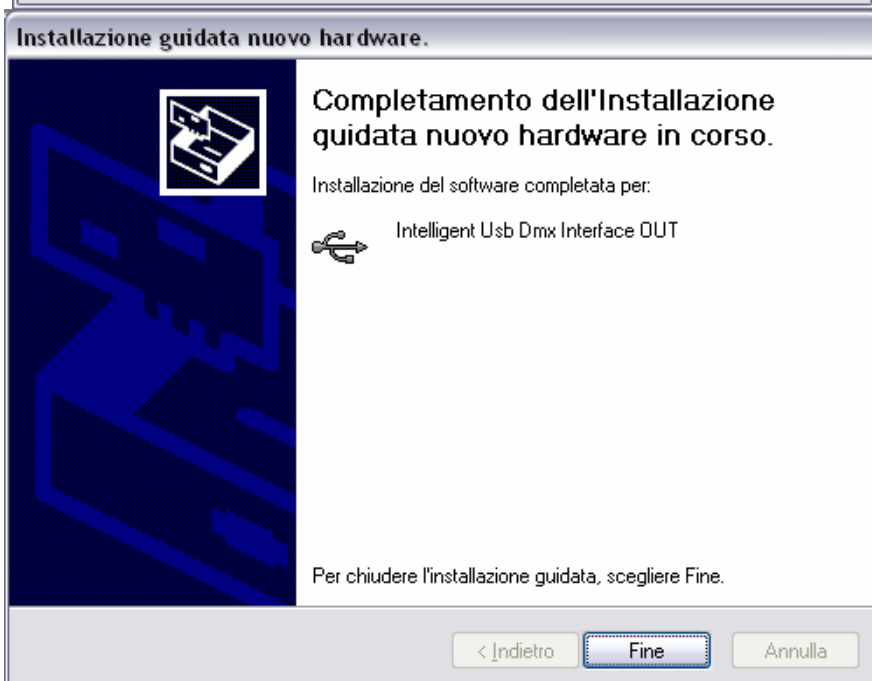 Installazione guidata nuovo hardware.
Completamento dell'Installazione
guidata nuovo hardware in corso.
Installazione del software completata per:
Intelligent Usb Dmx Interface OUT
Per chiudere l'installazione guidata, scegliere Fine.
< Indietro Fine Annulla